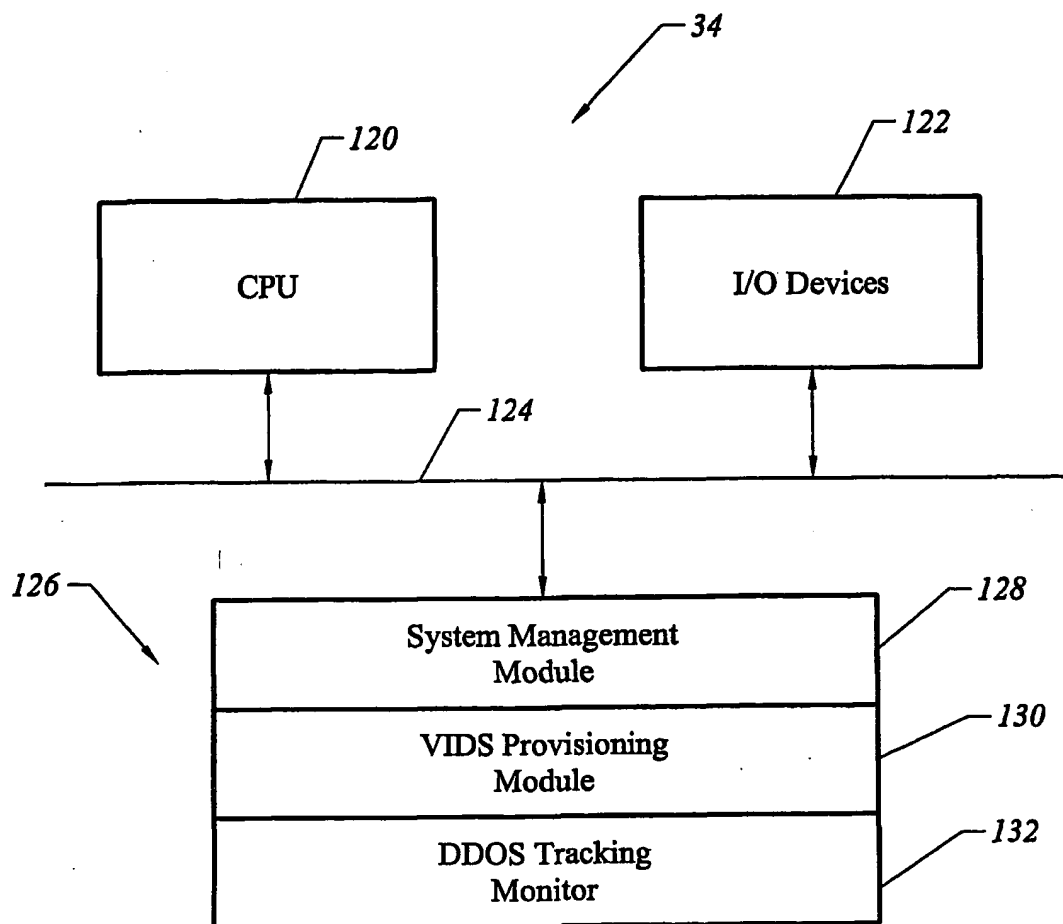 34
120
122
CPU
I/O Devices
124
126
128
System Management
Module
130
VIDS Provisioning
Module
132
DDOS Tracking
Monitor